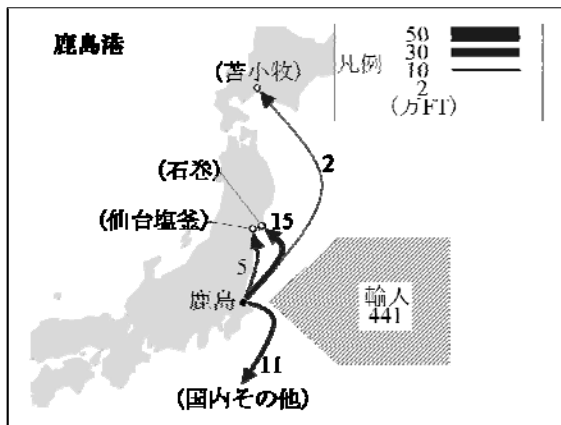 鹿島港
50
30
凡例
10
2
(万FT)
(苫小牧)
2
(石巻)
(仙台塩釜)
15
5
鹿島
輸入
441
11
(国内その他)